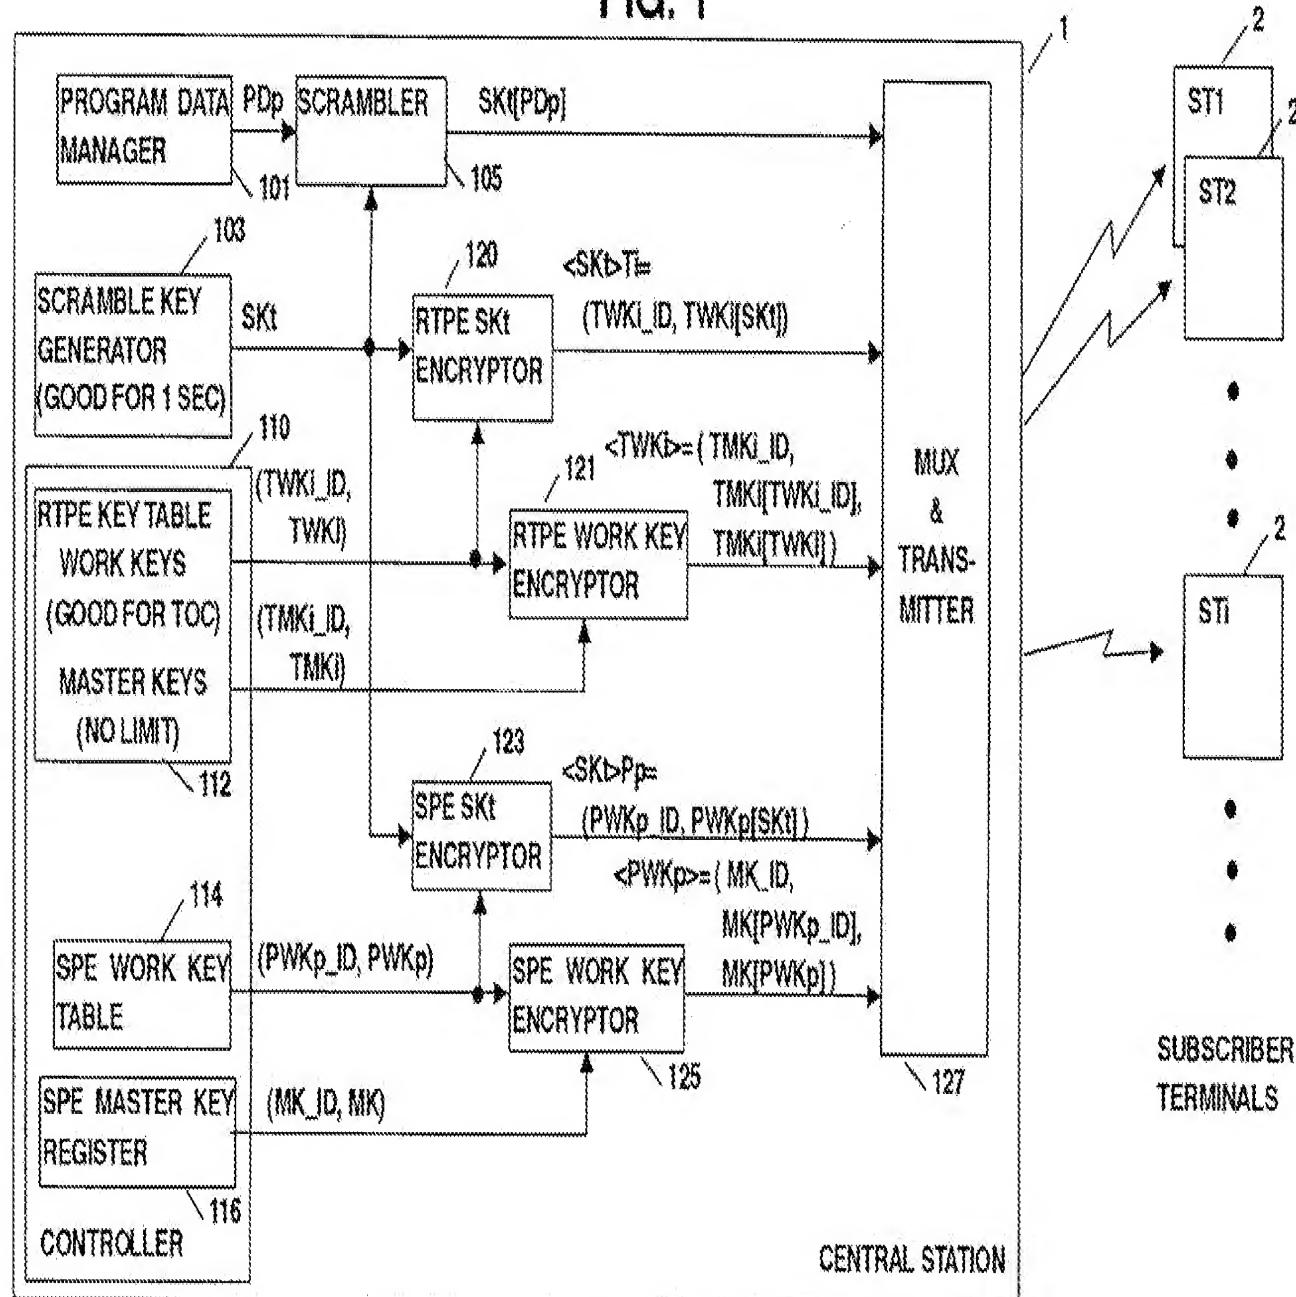 FIG. 1
1
2
PROGRAM DATA
MANAGER
101
PDp
SCRAMBLER
105
SKt[PDp]
ST1
2
ST2
103
SCRAMBLE KEY
GENERATOR
(GOOD FOR 1 SEC)
SKt
120
RTPE SKt
ENCRYPTOR
<SKt>Ti=
(TWKi_ID, TWKi[SKt])
110
RTPE KEY TABLE
WORK KEYS
(GOOD FOR TOC)
MASTER KEYS
(NO LIMIT)
112
(TWKi_ID,
TWKi)
(TMKi_ID,
TMKi)
121
RTPE WORK KEY
ENCRYPTOR
<TWKi>=( TMKi_ID,
TMKi[TWKi_ID],
TMKi[TWKi])
MUX
&
TRANS-
MITTER
2
STi
123
SPE SKt
ENCRYPTOR
<SKt>Pp=
(PWKp_ID, PWKp[SKt])
<PWKp>=( MK_ID,
MK[PWKp_ID],
MK[PWKp])
114
SPE WORK KEY
TABLE
(PWKp_ID, PWKp)
SPE WORK KEY
ENCRYPTOR
125
127
SUBSCRIBER
TERMINALS
SPE MASTER KEY
REGISTER
116
(MK_ID, MK)
CONTROLLER
CENTRAL STATION